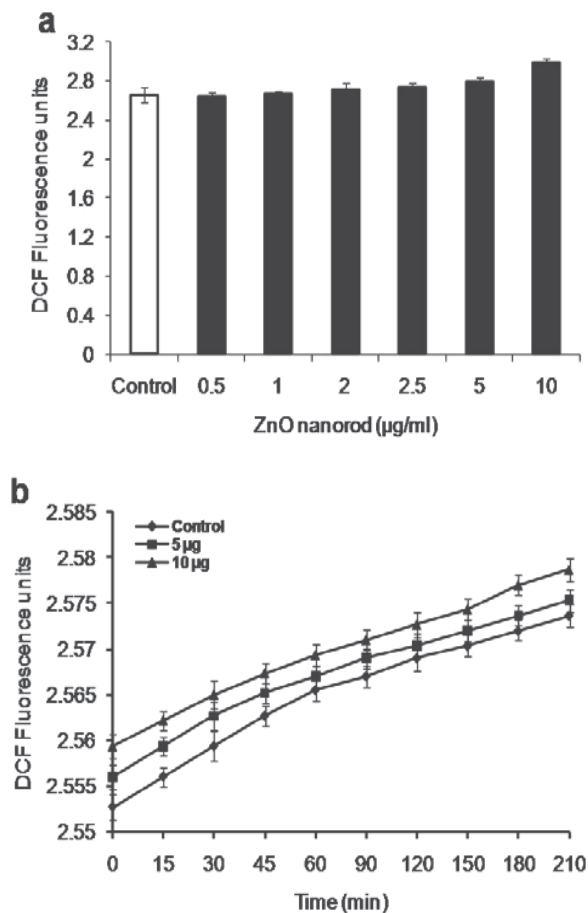 a
DCF Fluorescence units
3.2
2.8
2.4
2
1.6
1.2
0.8
0.4
0
Control 0.5 1 2 2.5 5 10
ZnO nanorod (µg/ml)
b
DCF Fluorescence units
2.585
2.58
2.575
2.57
2.565
2.56
2.555
2.55
Control
5 µg
10 µg
0 15 30 45 60 90 120 150 180 210
Time (min)